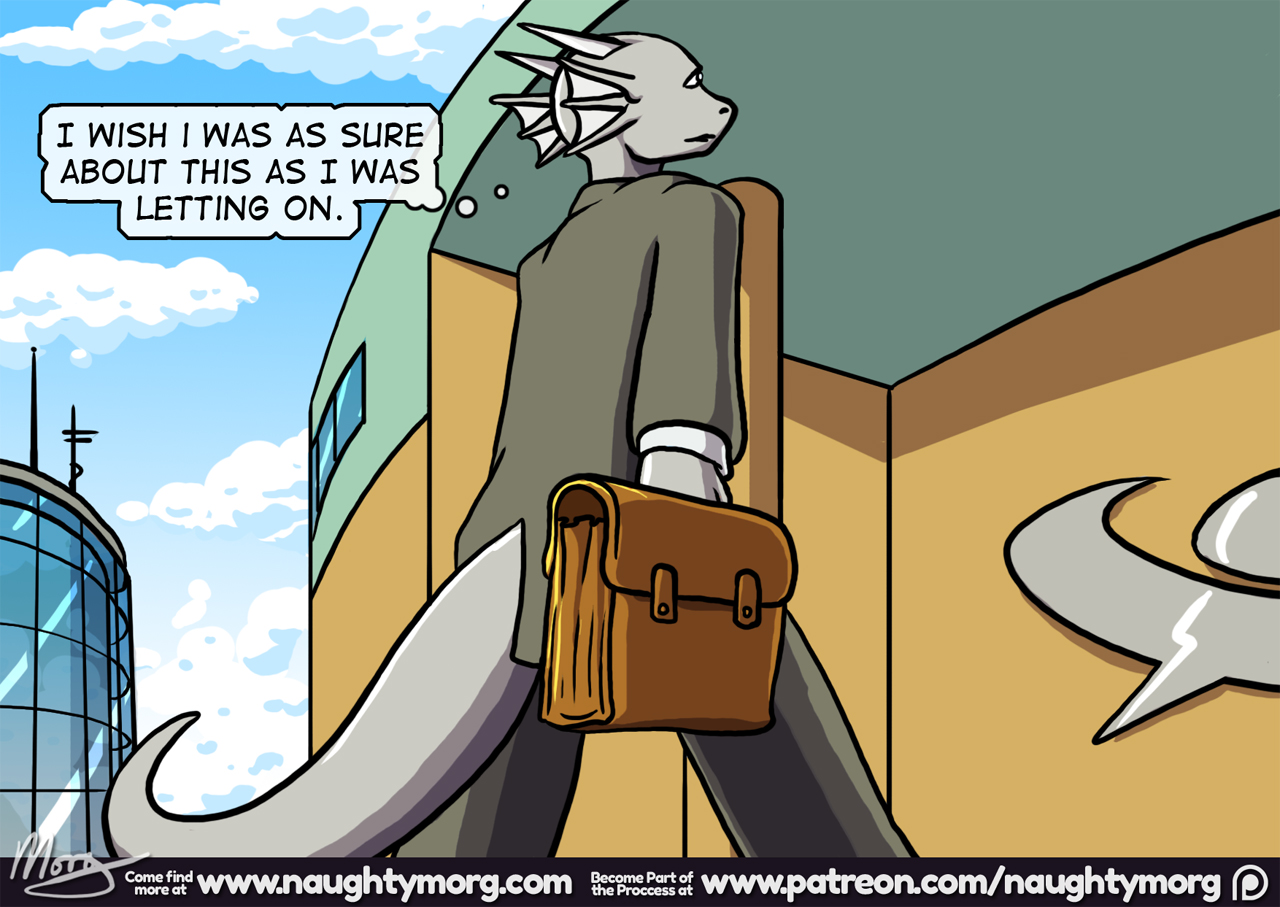 I WISH I WAS AS SURE
ABOUT THIS AS I WAS
LETTING ON.
Morg
Come find
more at www.naughtymorg.com
Become Part of
the Proccess at www.patreon.com/naughtymorg